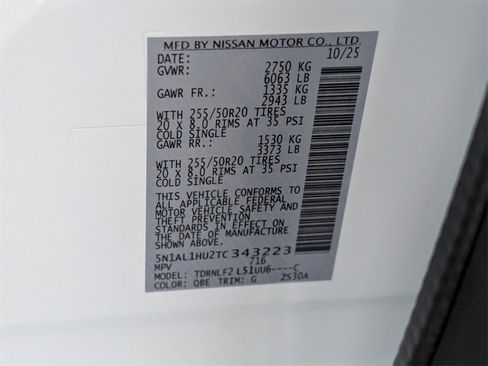 MFD BY NISSAN MOTOR CO., LTD.
DATE: 10/25
GVWR: 2750 KG
6063 LB
GAWR FR.: 1335 KG
2943 LB
WITH 255/50R20 TIRES
20 X 8.0 RIMS AT 35 PSI
COLD SINGLE
GAWR RR.: 1530 KG
3373 LB
WITH 255/50R20 TIRES
20 X 8.0 RIMS AT 35 PSI
COLD SINGLE
THIS VEHICLE CONFORMS TO
ALL APPLICABLE FEDERAL
MOTOR VEHICLE SAFETY AND
THEFT PREVENTION
STANDARDS IN EFFECT ON
THE DATE OF MANUFACTURE
SHOWN ABOVE.
5N1AL1HU2TC343223
MPV 716
MODEL: TDRNLF2 L51UU6----C
COLOR: QBE TRIM: G ZS30A